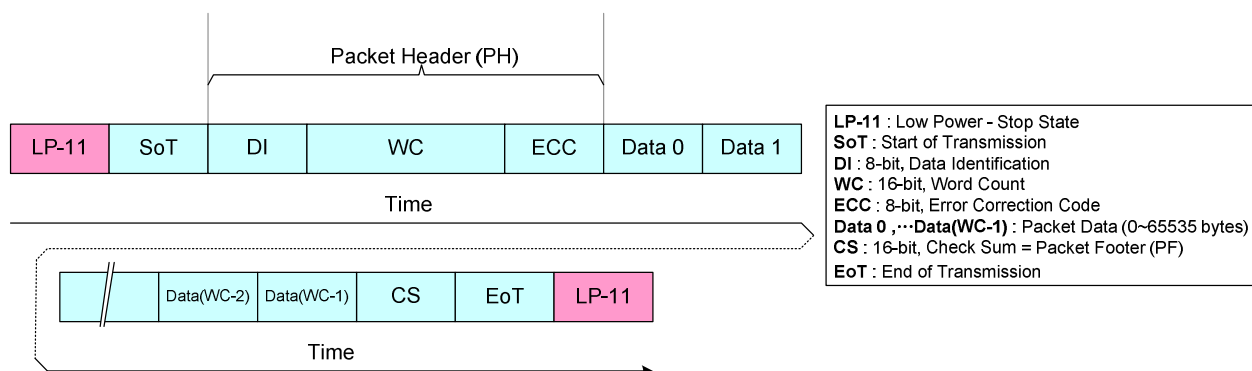 Packet Header (PH)
LP-11 SoT DI WC ECC Data 0 Data 1
Time
LP-11 : Low Power - Stop State
SoT : Start of Transmission
DI : 8-bit, Data Identification
WC : 16-bit, Word Count
ECC : 8-bit, Error Correction Code
Data 0 ,⋯Data(WC-1) : Packet Data (0~65535 bytes)
CS : 16-bit, Check Sum = Packet Footer (PF)
EoT : End of Transmission
Data(WC-2) Data(WC-1) CS EoT LP-11
Time